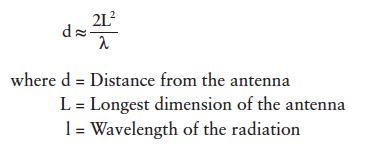 d ≈ 2L²/λ
where d = Distance from the antenna
L = Longest dimension of the antenna
l = Wavelength of the radiation